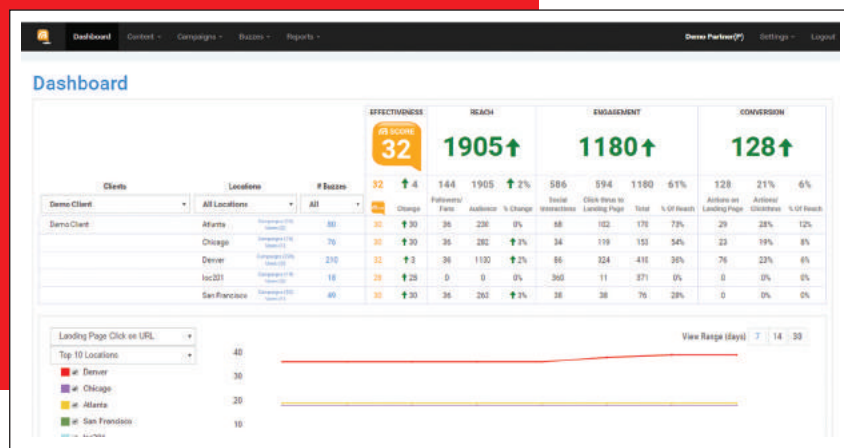 Dashboard Content Campaigns Buzzes Reports Demo Partner(P) Settings Logout
Dashboard
EFFECTIVENESS REACH ENGAGEMENT CONVERSION
SCORE
32 1905 1180 128
Clients Locations # Buzzes 32 4 144 1905 2% 586 594 1180 61% 128 21% 6%
Demo Client All Locations All Change Followers/ Fans Audience % Change Social Interactions Click thrus to Landing Page Total % Of Reach Actions on Landing Page Actions/ Clickthrus % Of Reach
Demo Client Atlanta 80 30 30 36 230 0% 68 102 170 73% 29 28% 12%
Chicago 76 30 30 36 282 3% 34 119 153 54% 23 19% 8%
Denver 210 32 3 36 1130 2% 86 324 410 36% 76 23% 6%
loc201 18 28 28 0 0 0% 360 11 371 0% 0 0% 0%
San Francisco 49 30 30 36 263 3% 38 38 76 28% 0 0% 0%
Landing Page Click on URL View Range (days) 7 14 30
Top 10 Locations
40
Denver
30
Chicago
Atlanta
20
San Francisco
10